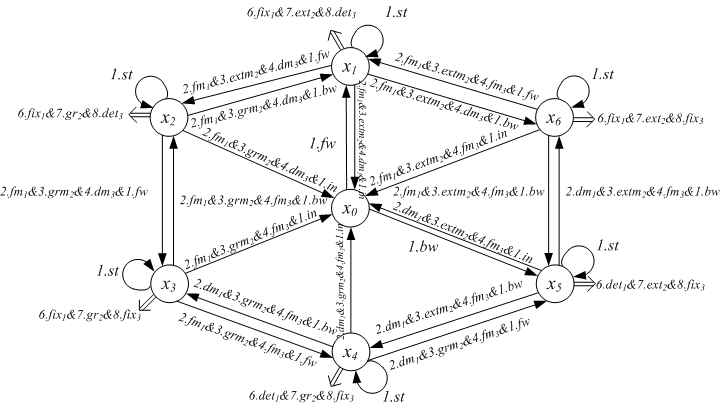 6.fix₁&7.ext₂&8.det₃
1.st
x₁
1.st
2.fm₁&3.extm₂&4.dm₃&1.fw
2.fm₁&3.grm₂&4.dm₃&1.bw
2.fm₁&3.extm₂&4.fm₃&1.fw
2.fm₁&3.extm₂&4.dm₃&1.bw
1.st
6.fix₁&7.gr₂&8.det₃
x₂
x₆
6.fix₁&7.ext₂&8.fix₃
2.fm₁&3.grm₂&4.dm₃&1.in
1.fw
2.fm₁&3.extm₂&4.dm₃&1.in
2.fm₁&3.extm₂&4.fm₃&1.in
2.fm₁&3.grm₂&4.dm₃&1.fw
2.fm₁&3.grm₂&4.fm₃&1.bw
x₀
2.fm₁&3.extm₂&4.fm₃&1.bw
2.dm₁&3.extm₂&4.fm₃&1.fw
2.fm₁&3.grm₂&4.fm₃&1.in
2.dm₁&3.grm₂&4.fm₃&1.in
2.dm₁&3.extm₂&4.fm₃&1.in
1.bw
1.st
x₃
1.st
x₅
6.det₁&7.ext₂&8.fix₃
6.fix₁&7.gr₂&8.fix₃
2.dm₁&3.grm₂&4.fm₃&1.bw
2.fm₁&3.grm₂&4.fm₃&1.fw
2.dm₁&3.extm₂&4.fm₃&1.bw
2.dm₁&3.grm₂&4.fm₃&1.fw
x₄
6.det₁&7.gr₂&8.fix₃
1.st